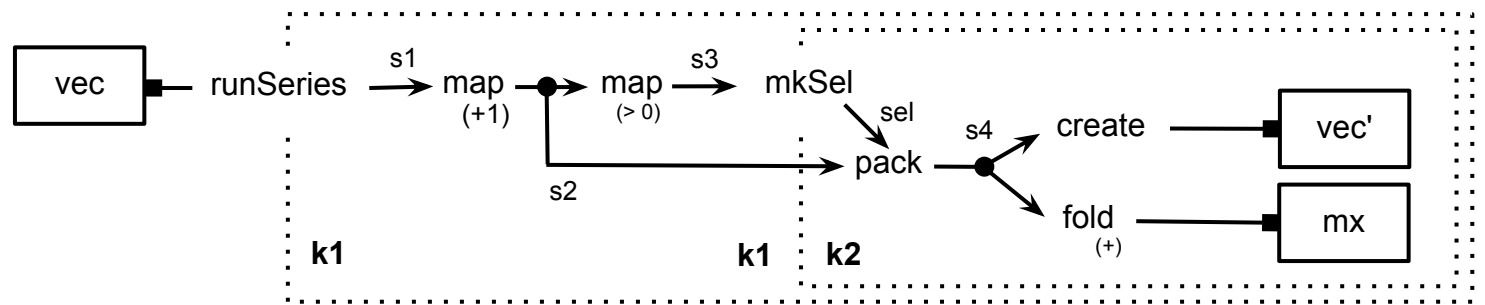 vec
runSeries
s1
map
(+1)
map
(> 0)
s3
mkSel
sel
s2
pack
s4
create
vec'
fold
(+)
mx
k1
k1
k2